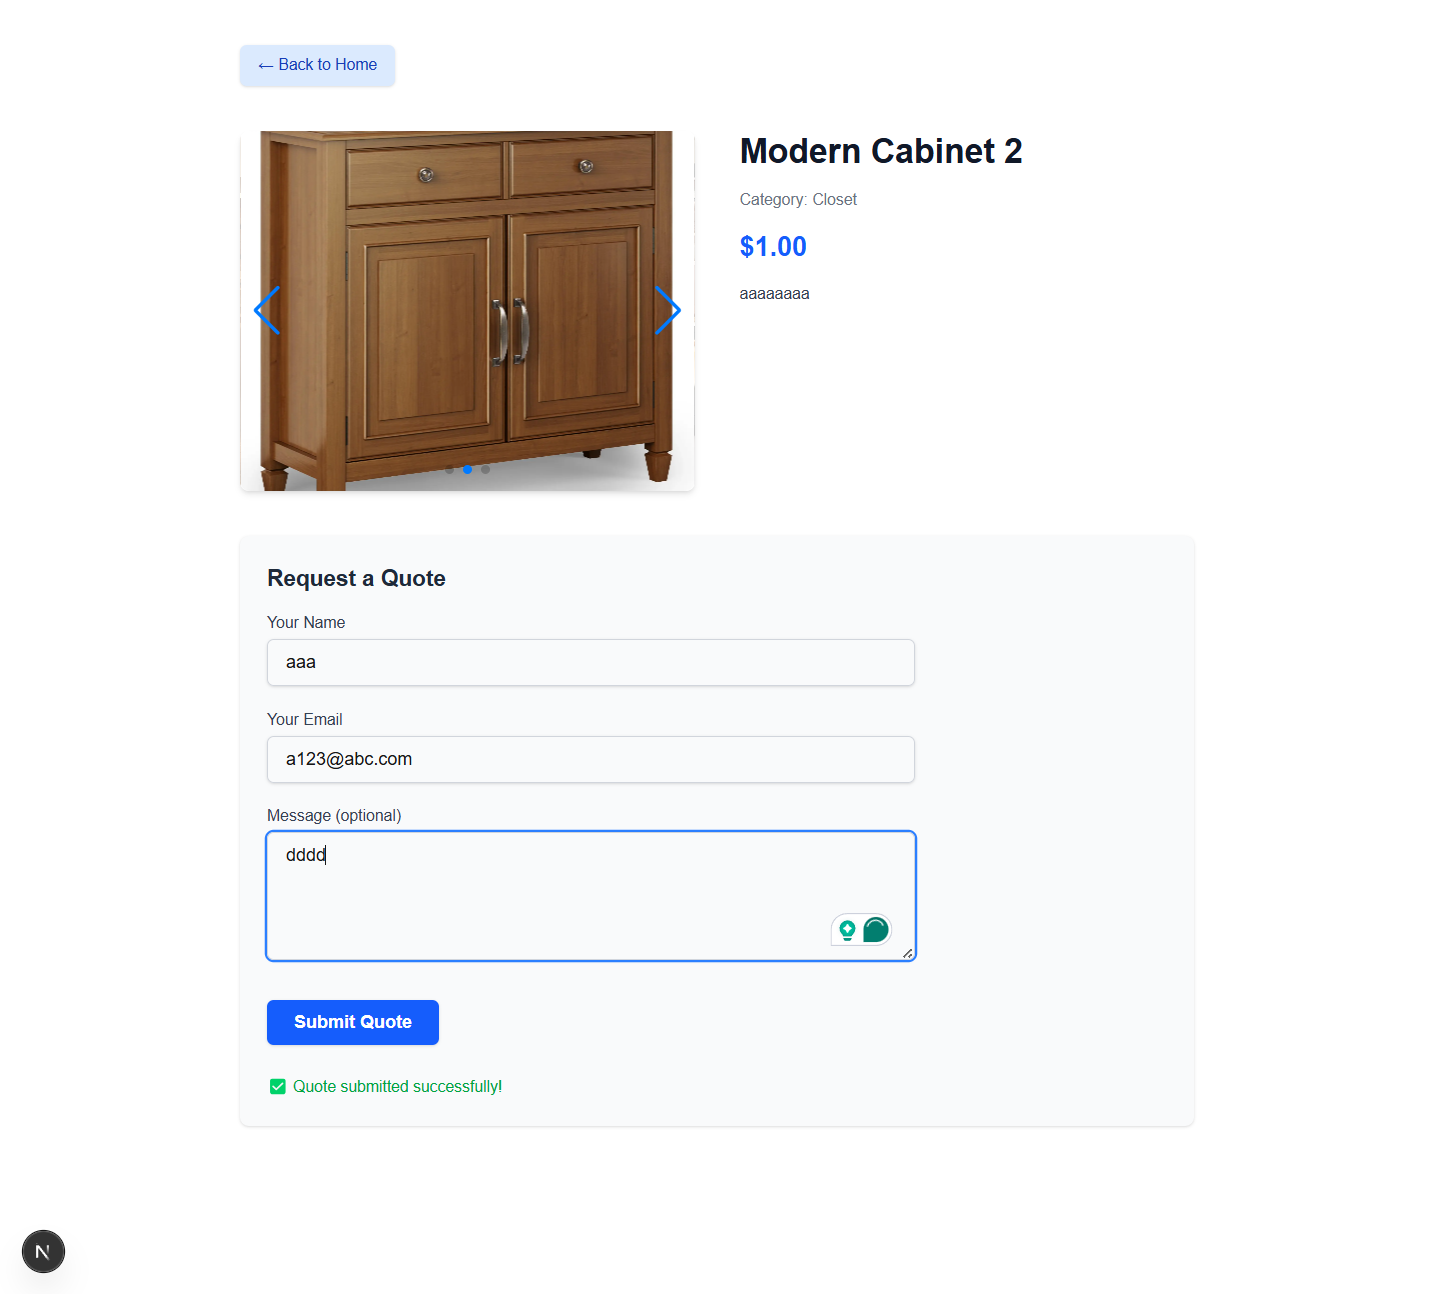 ← Back to Home
Modern Cabinet 2
Category: Closet
$1.00
aaaaaaaa
Request a Quote
Your Name
aaa
Your Email
a123@abc.com
Message (optional)
dddd
Submit Quote
✅ Quote submitted successfully!
N